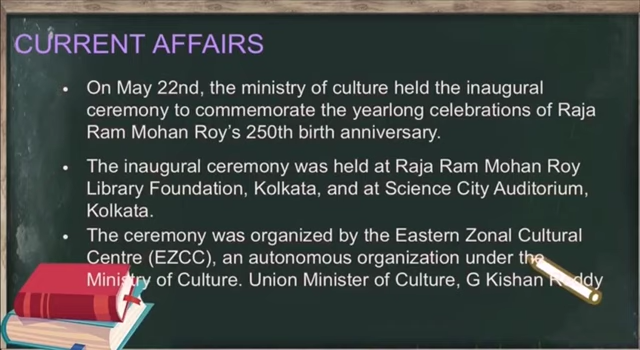 CURRENT AFFAIRS
• On May 22nd, the ministry of culture held the inaugural
ceremony to commemorate the yearlong celebrations of Raja
Ram Mohan Roy's 250th birth anniversary.
• The inaugural ceremony was held at Raja Ram Mohan Roy
Library Foundation, Kolkata, and at Science City Auditorium,
Kolkata.
• The ceremony was organized by the Eastern Zonal Cultural
Centre (EZCC), an autonomous organization under the
Ministry of Culture. Union Minister of Culture, G Kishan Reddy